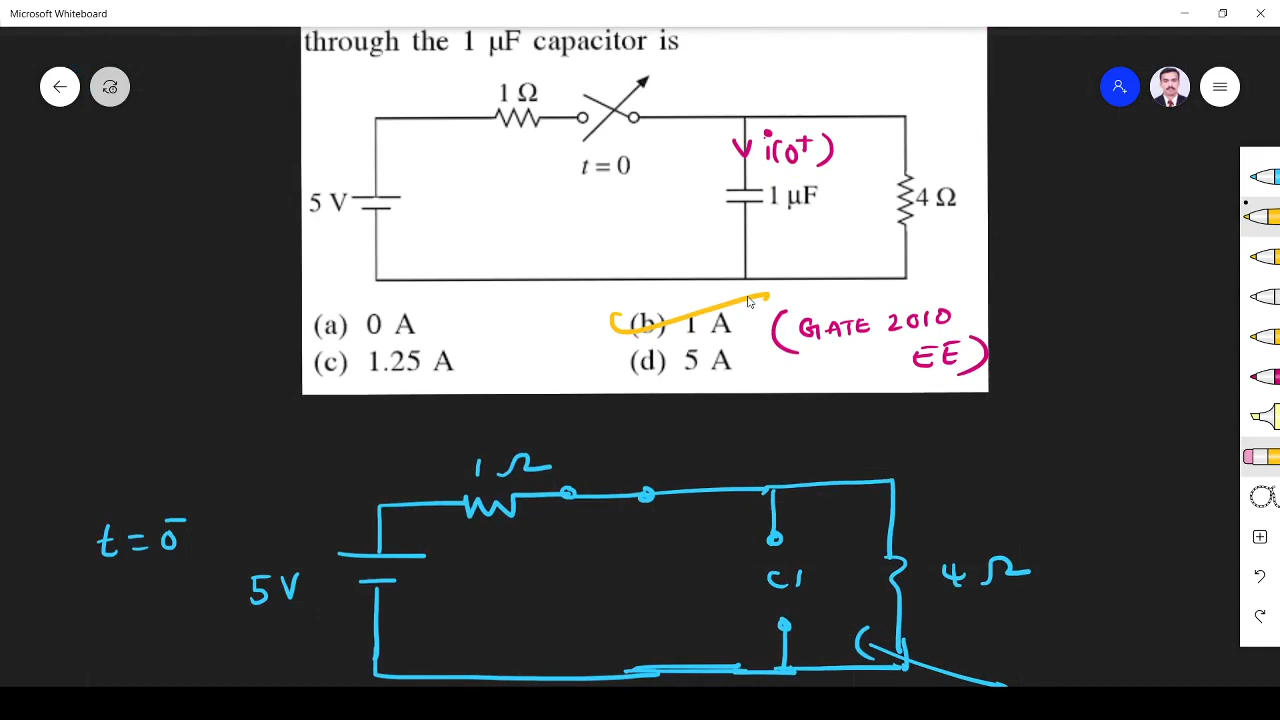 Microsoft Whiteboard
through the 1 μF capacitor is
1 Ω
t = 0
i(0+)
5 V
1 μF
4 Ω
(a) 0 A
(b) 1 A
(c) 1.25 A
(d) 5 A
(GATE 2010
EE)
1 Ω
t = 0-
5 V
C1
4 Ω